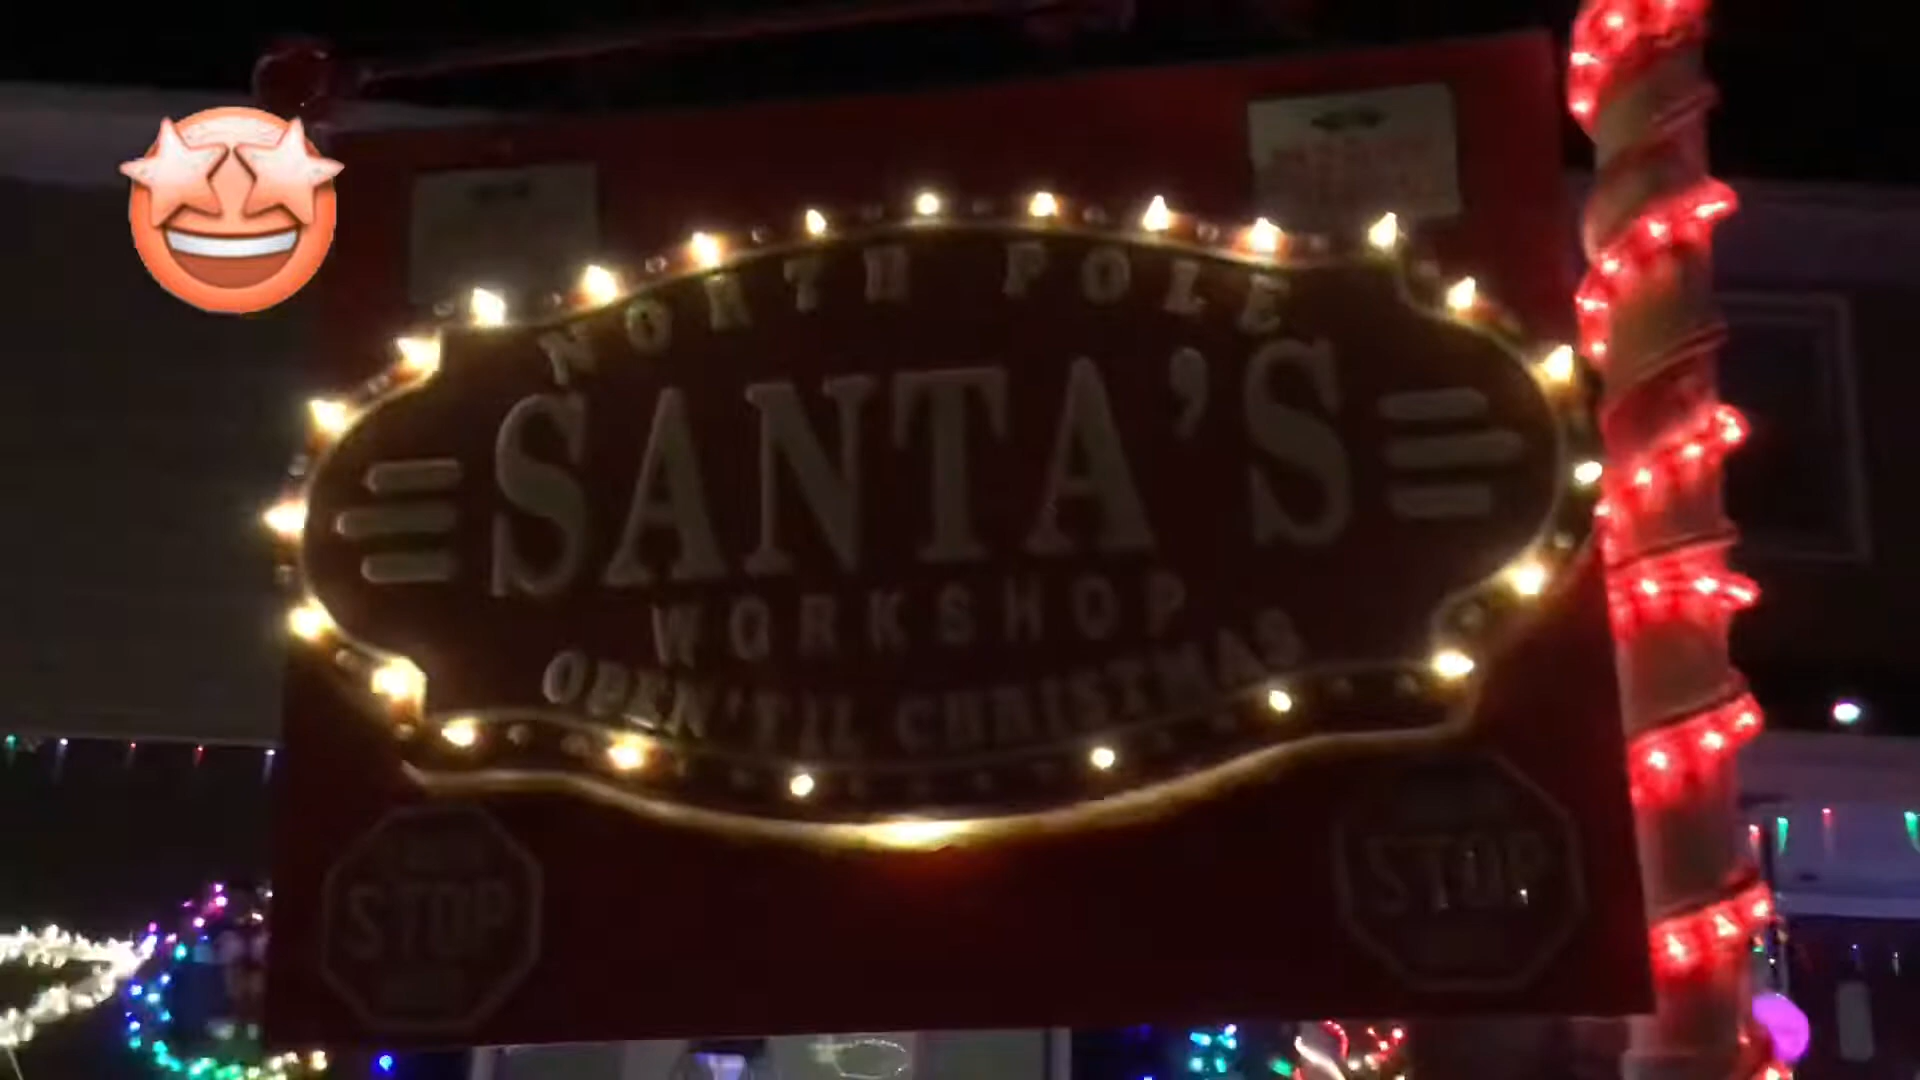 NORTH POLE
SANTA'S
WORKSHOP
OPEN 'TIL CHRISTMAS
STOP
STOP